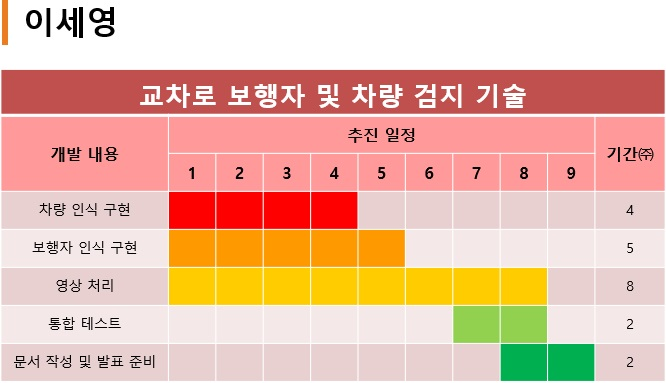 이세영
교차로 보행자 및 차량 검지 기술
개발 내용 추진 일정 기간㈜
1 2 3 4 5 6 7 8 9
차량 인식 구현 4
보행자 인식 구현 5
영상 처리 8
통합 테스트 2
문서 작성 및 발표 준비 2